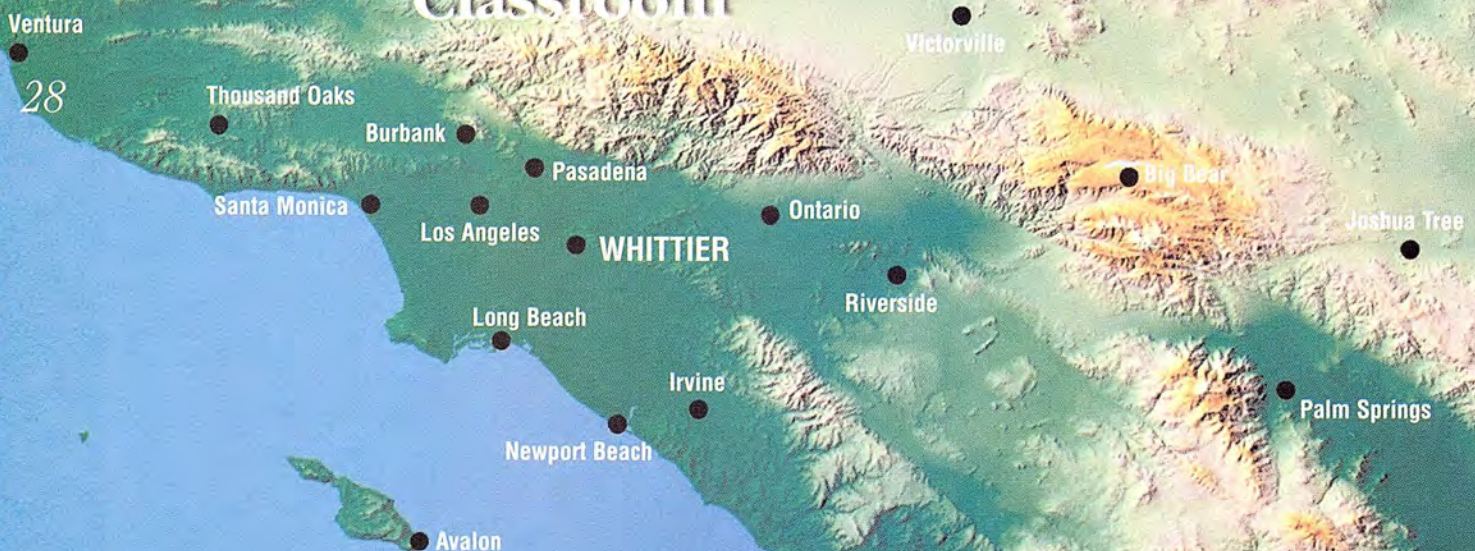 Classroom
Ventura
Victorville
28
Thousand Oaks
Burbank
Pasadena
Big Bear
Santa Monica
Ontario
Los Angeles
Joshua Tree
WHITTIER
Riverside
Long Beach
Irvine
Palm Springs
Newport Beach
Avalon